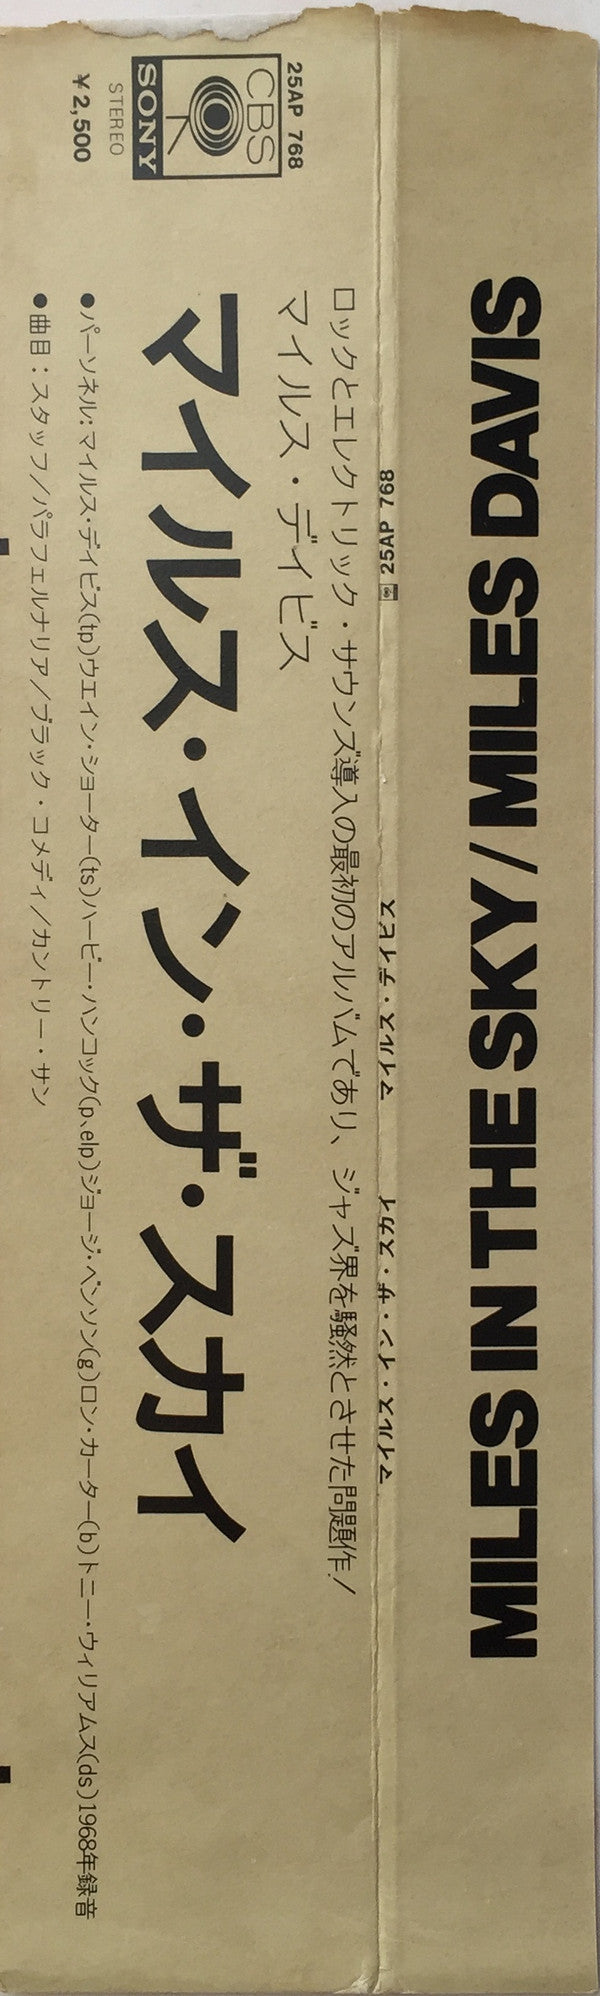 MILES IN THE SKY / MILES DAVIS
25AP 768
マイルス・デイビス
マイルス・イン・ザ・スカイ
25AP 768
CBS
SONY
STEREO
¥2,500
ロックとエレクトリック・サウンズ導入の最初のアルバムであり、ジャズ界を騒然とさせた問題作!
マイルス・デイビス
マイルス・イン・ザ・スカイ
●パーソネル:マイルス・デイビス(tp)ウエイン・ショーター(ts)ハービー・ハンコック(p、elp)ジョージ・ベンソン(g)ロン・カーター(b)トニー・ウィリアムス(ds)1968年録音
●曲目:スタッフ/パラフェルナリア/ブラック・コメディ/カントリー・サン